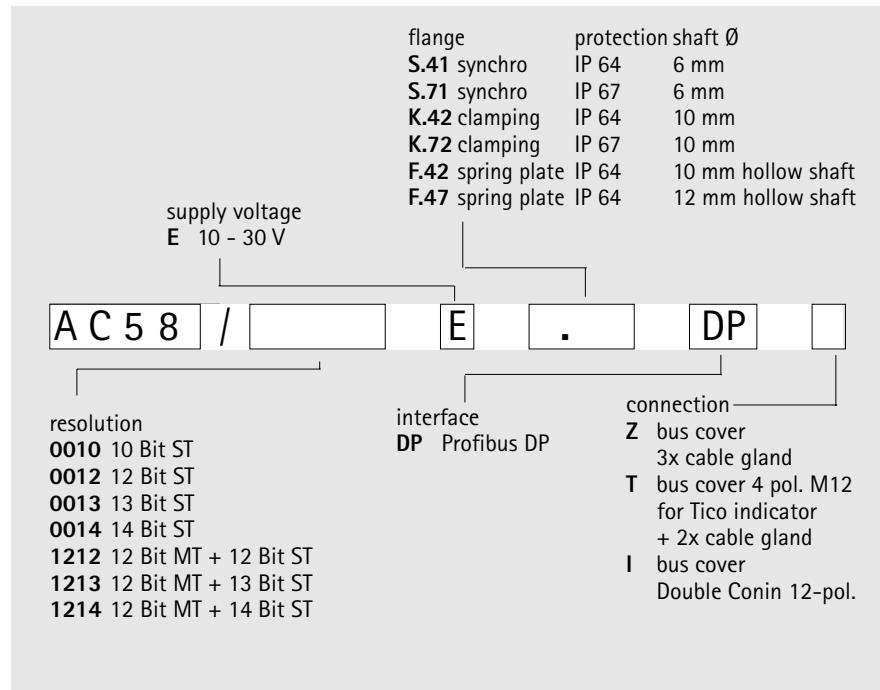 flange protection shaft Ø
S.41 synchro IP 64 6 mm
S.71 synchro IP 67 6 mm
K.42 clamping IP 64 10 mm
K.72 clamping IP 67 10 mm
F.42 spring plate IP 64 10 mm hollow shaft
F.47 spring plate IP 64 12 mm hollow shaft
supply voltage
E 10 - 30 V
AC58 / E . DP
resolution
0010 10 Bit ST
0012 12 Bit ST
0013 13 Bit ST
0014 14 Bit ST
1212 12 Bit MT + 12 Bit ST
1213 12 Bit MT + 13 Bit ST
1214 12 Bit MT + 14 Bit ST
interface
DP Profibus DP
connection
Z bus cover
3x cable gland
T bus cover 4 pol. M12
for Tico indicator
+ 2x cable gland
I bus cover
Double Conin 12-pol.